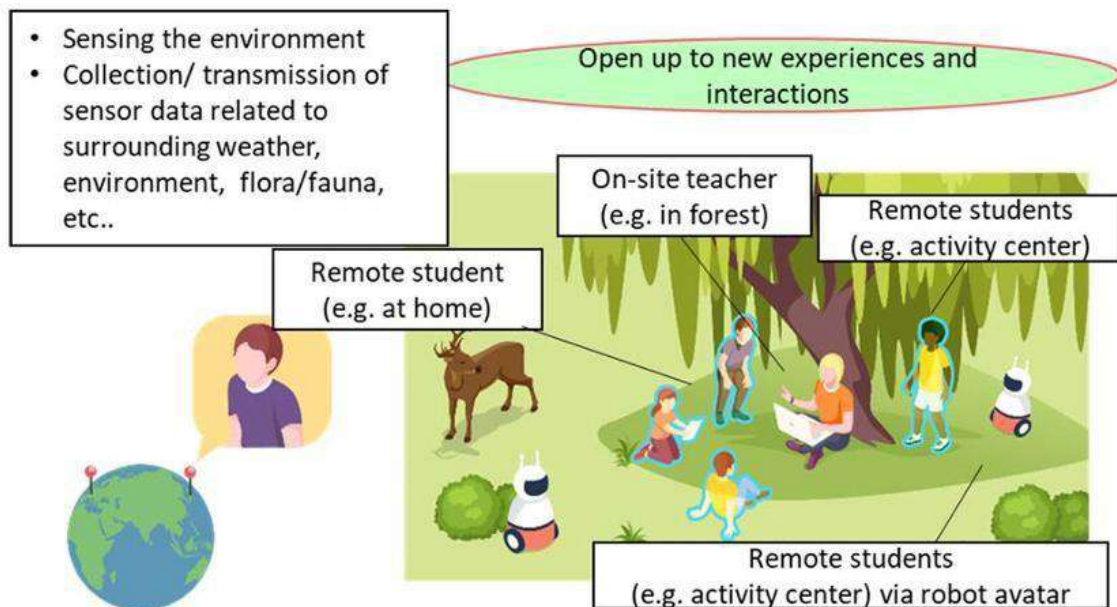 • Sensing the environment
• Collection/ transmission of
sensor data related to
surrounding weather,
environment, flora/fauna,
etc..
Open up to new experiences and
interactions
On-site teacher
(e.g. in forest)
Remote students
(e.g. activity center)
Remote student
(e.g. at home)
Remote students
(e.g. activity center) via robot avatar